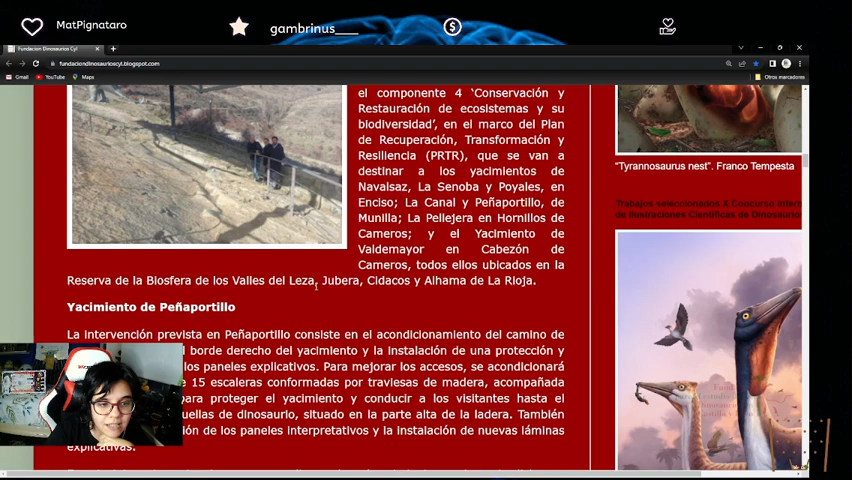 MatPignataro
gambrinus____
Fundacion Dinosaurios CyL
fundaciondinosaurioscyl.blogspot.com
Gmail YouTube Maps
Otros marcadores
el componente 4 ‘Conservación y
Restauración de ecosistemas y su
biodiversidad’, en el marco del Plan
de Recuperación, Transformación y
Resiliencia (PRTR), que se van a
destinar a los yacimientos de
Navalsaz, La Senoba y Poyales, en
Enciso; La Canal y Peñaportillo, de
Munilla; La Pellejera en Hornillos de
Cameros; y el Yacimiento de
Valdemayor en Cabezón de
Cameros, todos ellos ubicados en la
Reserva de la Biosfera de los Valles del Leza, Jubera, Cidacos y Alhama de La Rioja.
Yacimiento de Peñaportillo
La intervención prevista en Peñaportillo consiste en el acondicionamiento del camino de
borde derecho del yacimiento y la instalación de una protección y
los paneles explicativos. Para mejorar los accesos, se acondicionará
e 15 escaleras conformadas por traviesas de madera, acompañada
para proteger el yacimiento y conducir a los visitantes hasta el
uellas de dinosaurio, situado en la parte alta de la ladera. También
ión de los paneles interpretativos y la instalación de nuevas láminas
explicativas.
“Tyrannosaurus nest”. Franco Tempesta
Trabajos seleccionados X Concurso Intern
de Ilustraciones Científicas de Dinosaurios